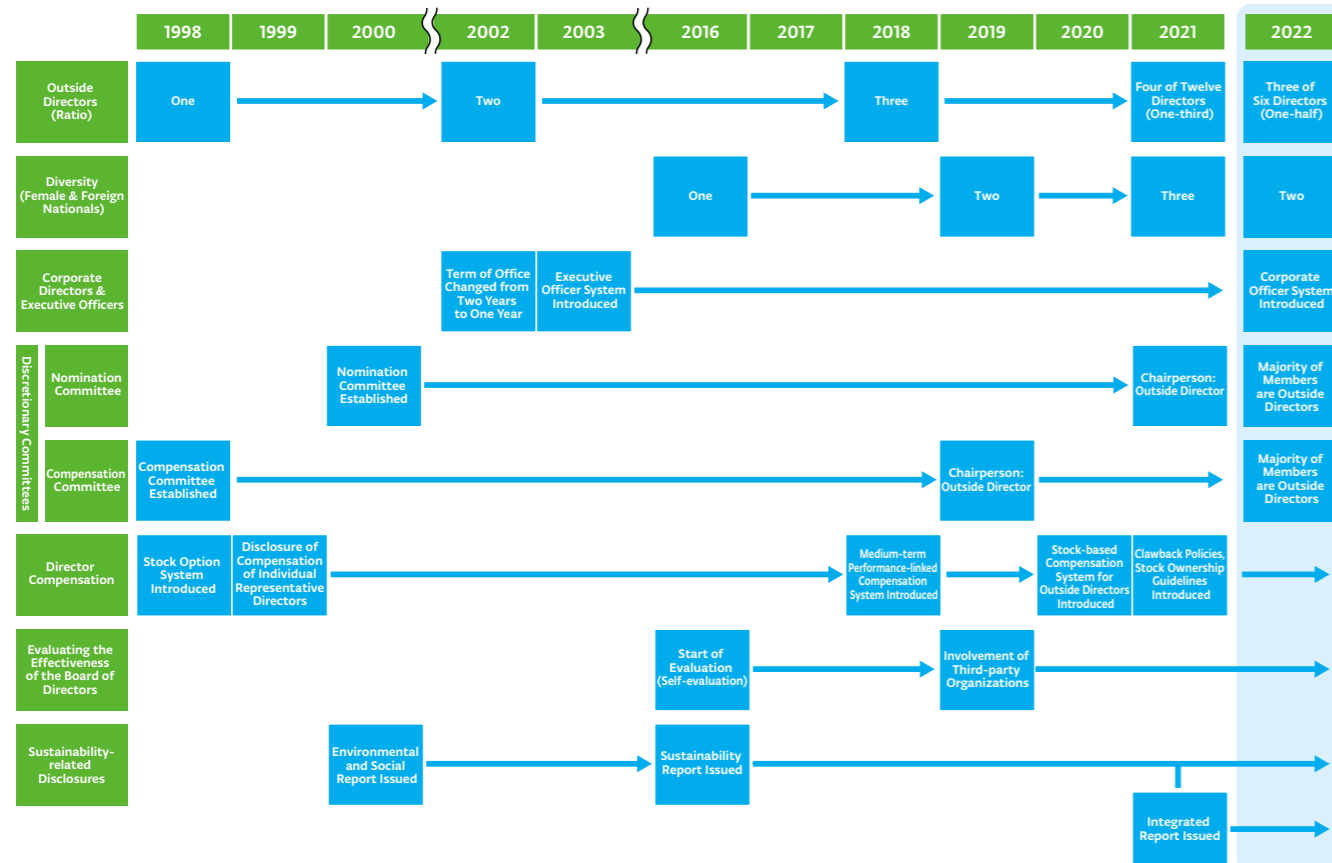 1998
1999
2000
2002
2003
2016
2017
2018
2019
2020
2021
2022
Outside
Directors
(Ratio)
One
Two
Three
Four of Twelve
Directors
(One-third)
Three of
Six Directors
(One-half)
Diversity
(Female & Foreign
Nationals)
One
Two
Three
Two
Corporate
Directors &
Executive Officers
Term of Office
Changed from
Two Years
to One Year
Executive
Officer System
Introduced
Corporate
Officer System
Introduced
Discretionary Committees
Nomination
Committee
Nomination
Committee
Established
Chairperson:
Outside Director
Majority of
Members
are Outside
Directors
Compensation
Committee
Compensation
Committee
Established
Chairperson:
Outside Director
Majority of
Members
are Outside
Directors
Director
Compensation
Stock Option
System
Introduced
Disclosure of
Compensation
of Individual
Representative
Directors
Medium-term
Performance-linked
Compensation
System Introduced
Stock-based
Compensation
System for
Outside Directors
Introduced
Clawback Policies,
Stock Ownership
Guidelines
Introduced
Evaluating the
Effectiveness
of the Board of
Directors
Start of
Evaluation
(Self-evaluation)
Involvement of
Third-party
Organizations
Sustainability-
related
Disclosures
Environmental
and Social
Report Issued
Sustainability
Report Issued
Integrated
Report Issued